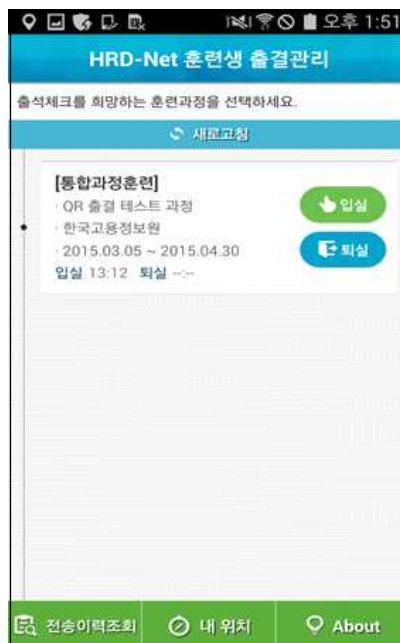 오후 1:51
HRD-Net 훈련생 출결관리
출석체크를 희망하는 훈련과정을 선택하세요.
새로고침
[통합과정훈련]
· QR 출결 테스트 과정
입실
· 한국고용정보원
· 2015.03.05 ~ 2015.04.30
퇴실
입실 13:12 퇴실 --:--
전송이력조회 내 위치 About